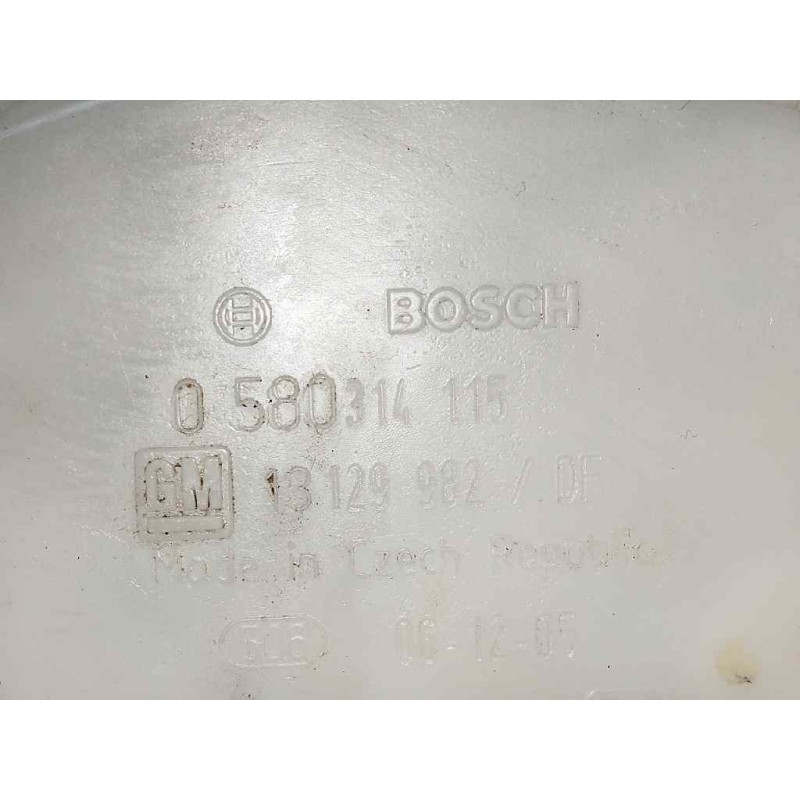 BOSCH
0 580 314 115
GM 13 129 982 / DF
Made in Czech Republic
06-12-05